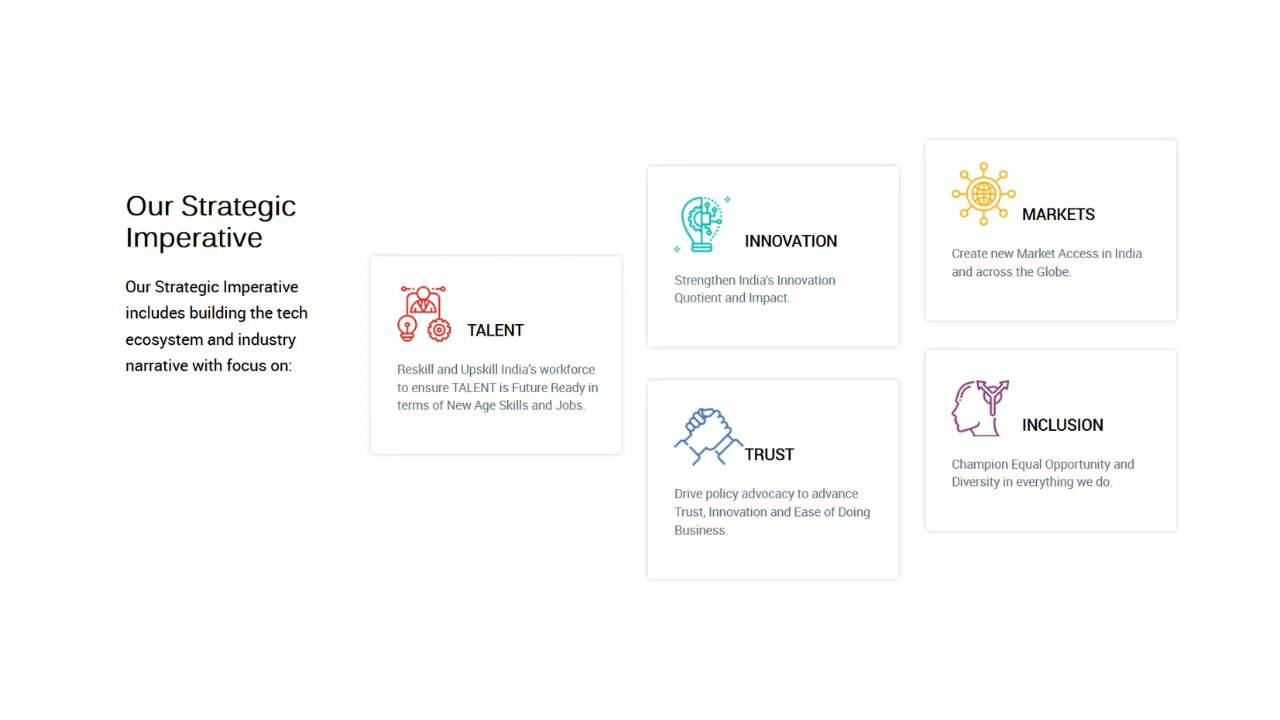 Our Strategic
Imperative
Our Strategic Imperative
includes building the tech
ecosystem and industry
narrative with focus on:
TALENT
Reskill and Upskill India's workforce
to ensure TALENT is Future Ready in
terms of New Age Skills and Jobs.
INNOVATION
Strengthen India's Innovation
Quotient and Impact.
TRUST
Drive policy advocacy to advance
Trust, Innovation and Ease of Doing
Business.
MARKETS
Create new Market Access in India
and across the Globe.
INCLUSION
Champion Equal Opportunity and
Diversity in everything we do.